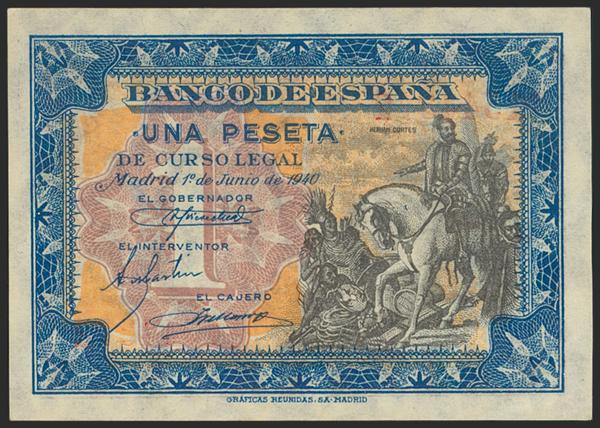 BANCO DE ESPAÑA
UNA PESETA
HERNAN CORTES
DE CURSO LEGAL
Madrid 1º de Junio de 1940
EL GOBERNADOR
EL INTERVENTOR
EL CAJERO
1
GRÁFICAS REUNIDAS, S.A. MADRID